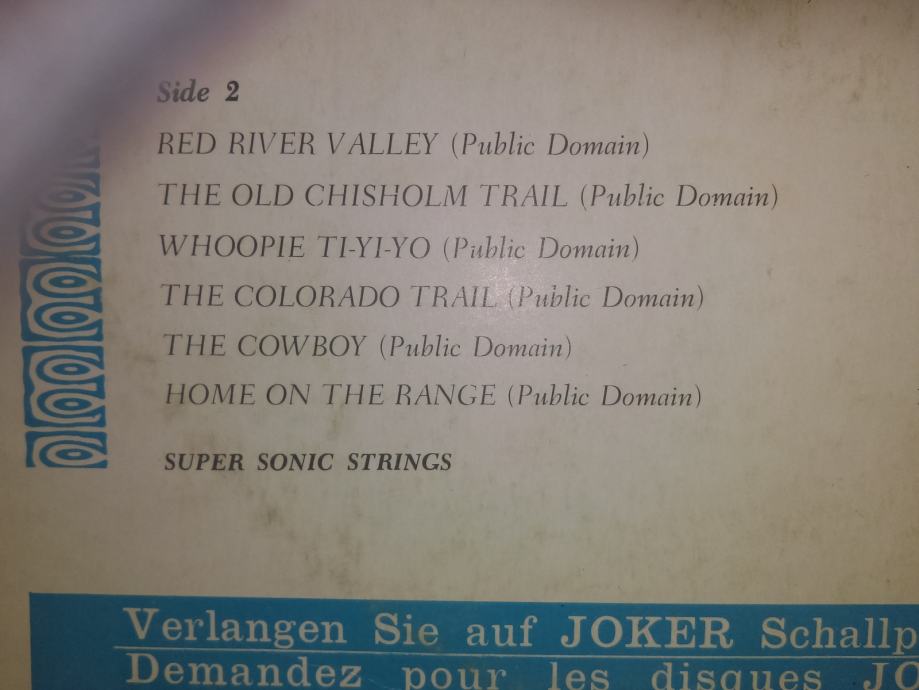 Side 2
RED RIVER VALLEY (Public Domain)
THE OLD CHISHOLM TRAIL (Public Domain)
WHOOPIE TI-YI-YO (Public Domain)
THE COLORADO TRAIL (Public Domain)
THE COWBOY (Public Domain)
HOME ON THE RANGE (Public Domain)
SUPER SONIC STRINGS
Verlangen Sie auf JOKER Schallp
Demandez pour les disques JO